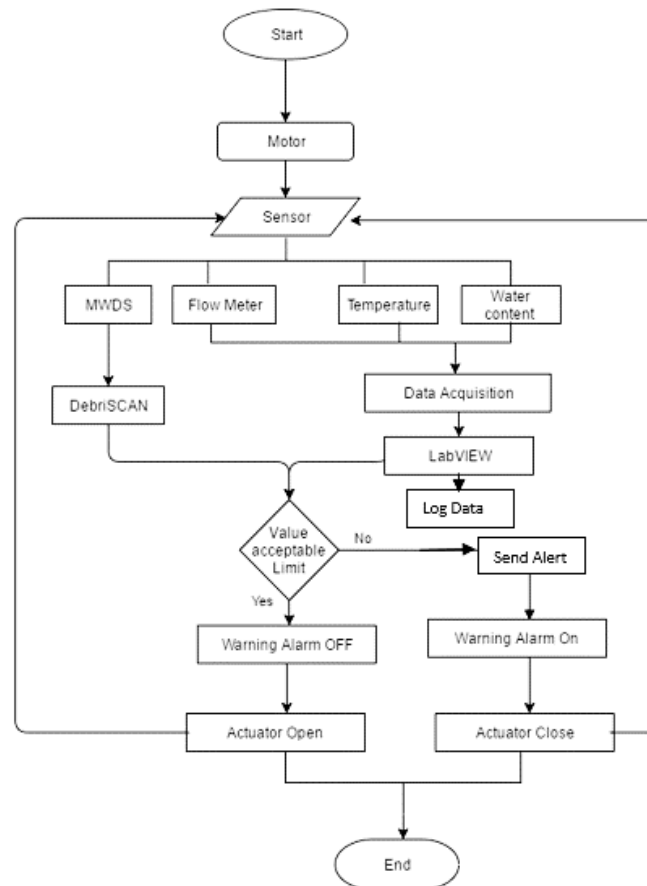 Start
Motor
Sensor
MWDS
Flow Meter
Temperature
Water
content
DebriSCAN
Data Acquisition
LabVIEW
Log Data
Value
acceptable
Limit
No
Send Alert
Yes
Warning Alarm OFF
Warning Alarm On
Actuator Open
Actuator Close
End